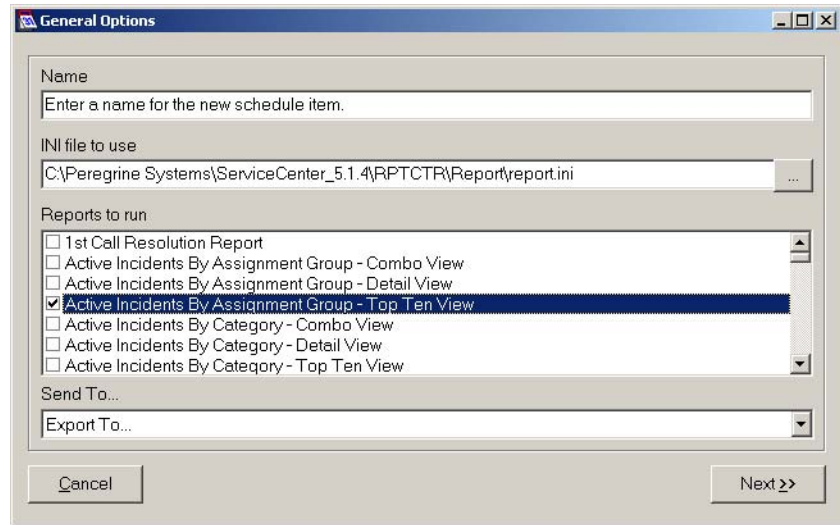 General Options
Name
Enter a name for the new schedule item.
INI file to use
C:\Peregrine Systems\ServiceCenter_5.1.4\RPTCTR\Report\report.ini
...
Reports to run
1st Call Resolution Report
Active Incidents By Assignment Group - Combo View
Active Incidents By Assignment Group - Detail View
Active Incidents By Assignment Group - Top Ten View
Active Incidents By Category - Combo View
Active Incidents By Category - Detail View
Active Incidents By Category - Top Ten View
Send To...
Export To...
Cancel
Next >>